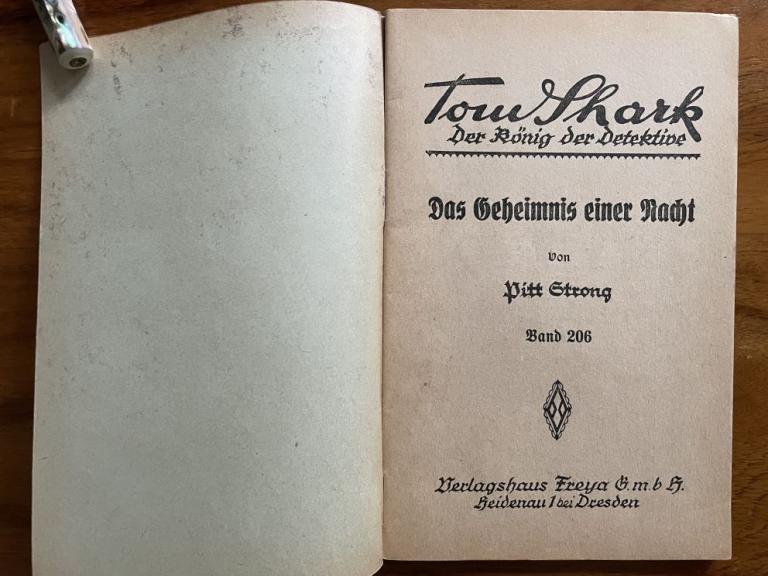 Tom Shark
Der König der Detektive
Das Geheimnis einer Nacht
von
Pitt Strong
Band 206
Verlagshaus Freya G.m.b H.
Heidenau 1 bei Dresden